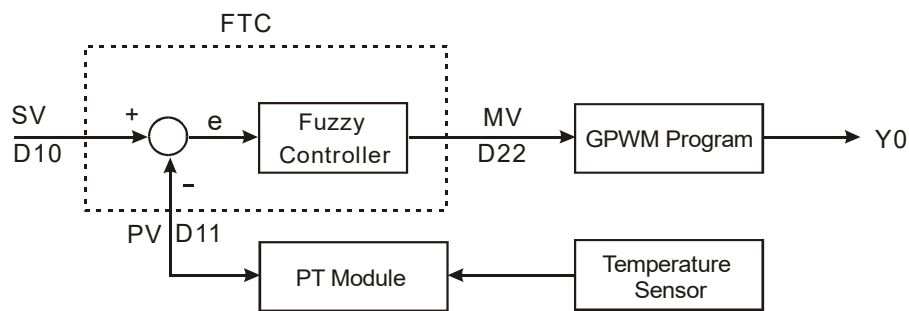 FTC
SV
D10
+
e
Fuzzy
Controller
MV
D22
GPWM Program
Y0
–
PV D11
PT Module
Temperature
Sensor